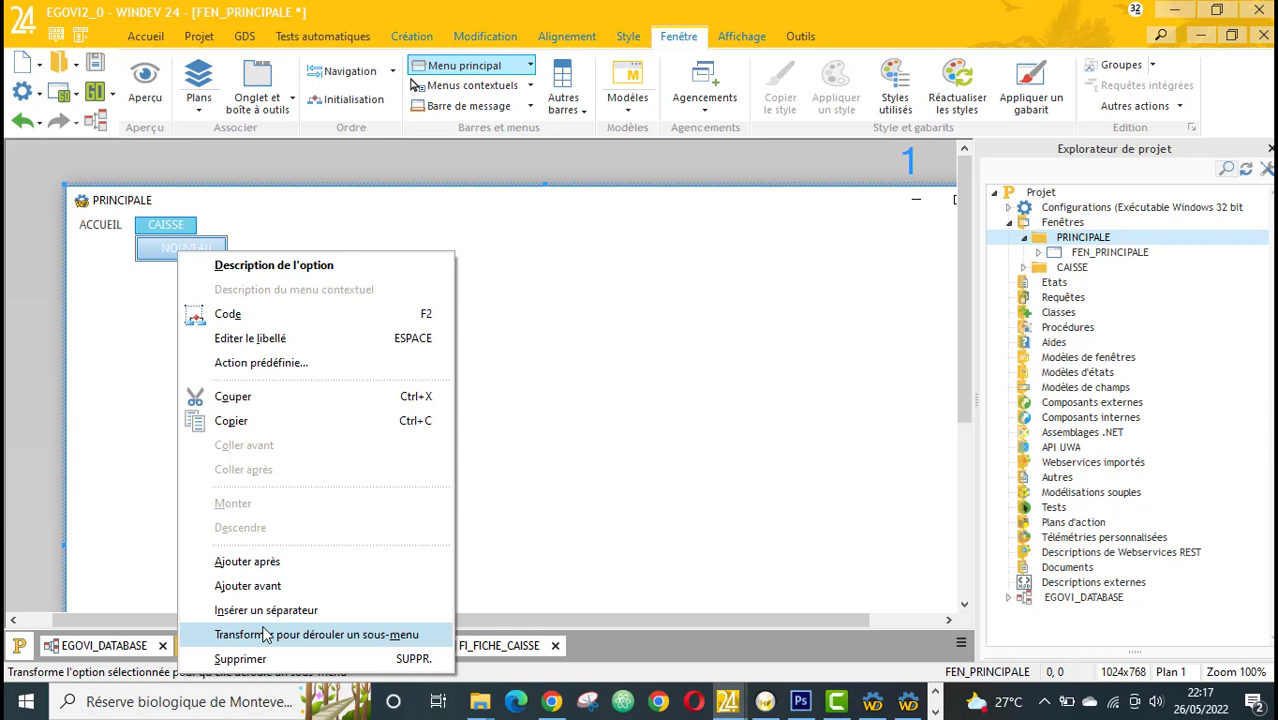 EGOVI2_0 - WINDEV 24 - [FEN_PRINCIPALE *]
32
Accueil Projet GDS Tests automatiques Création Modification Alignement Style Fenêtre Affichage Outils
Aperçu
Plans
Onglet et boîte à outils
Navigation
Initialisation
Menu principal
Menus contextuels
Barre de message
Autres barres
Modèles
Agencements
Copier le style
Appliquer un style
Styles utilisés
Réactualiser les styles
Appliquer un gabarit
Groupes
Requêtes intégrées
Autres actions
Aperçu Associer Ordre Barres et menus Modèles Agencements Style et gabarits Edition
1
PRINCIPALE
ACCUEIL CAISSE
NOUVEAU
Description de l'option
Description du menu contextuel
Code F2
Editer le libellé ESPACE
Action prédéfinie...
Couper Ctrl+X
Copier Ctrl+C
Coller avant
Coller après
Monter
Descendre
Ajouter après
Ajouter avant
Insérer un séparateur
pour dérouler un sous-menu
Supprimer SUPPR.
Explorateur de projet
Projet
Configurations (Exécutable Windows 32 bit
Fenêtres
PRINCIPALE
FEN_PRINCIPALE
CAISSE
Etats
Requêtes
Classes
Procédures
Aides
Modèles de fenêtres
Modèles d'états
Modèles de champs
Composants externes
Composants internes
Assemblages .NET
API UWA
Webservices importés
Autres
Modélisations souples
Tests
Plans d'action
Télémétries personnalisées
Descriptions de Webservices REST
Documents
Descriptions externes
EGOVI_DATABASE
EGOVI_DATABASE FI_FICHE_CAISSE
FEN_PRINCIPALE 0, 0 1024x768 Plan 1 Zoom 100%
Réserve biologique de Monteve...
27°C
22:17
26/05/2022
2